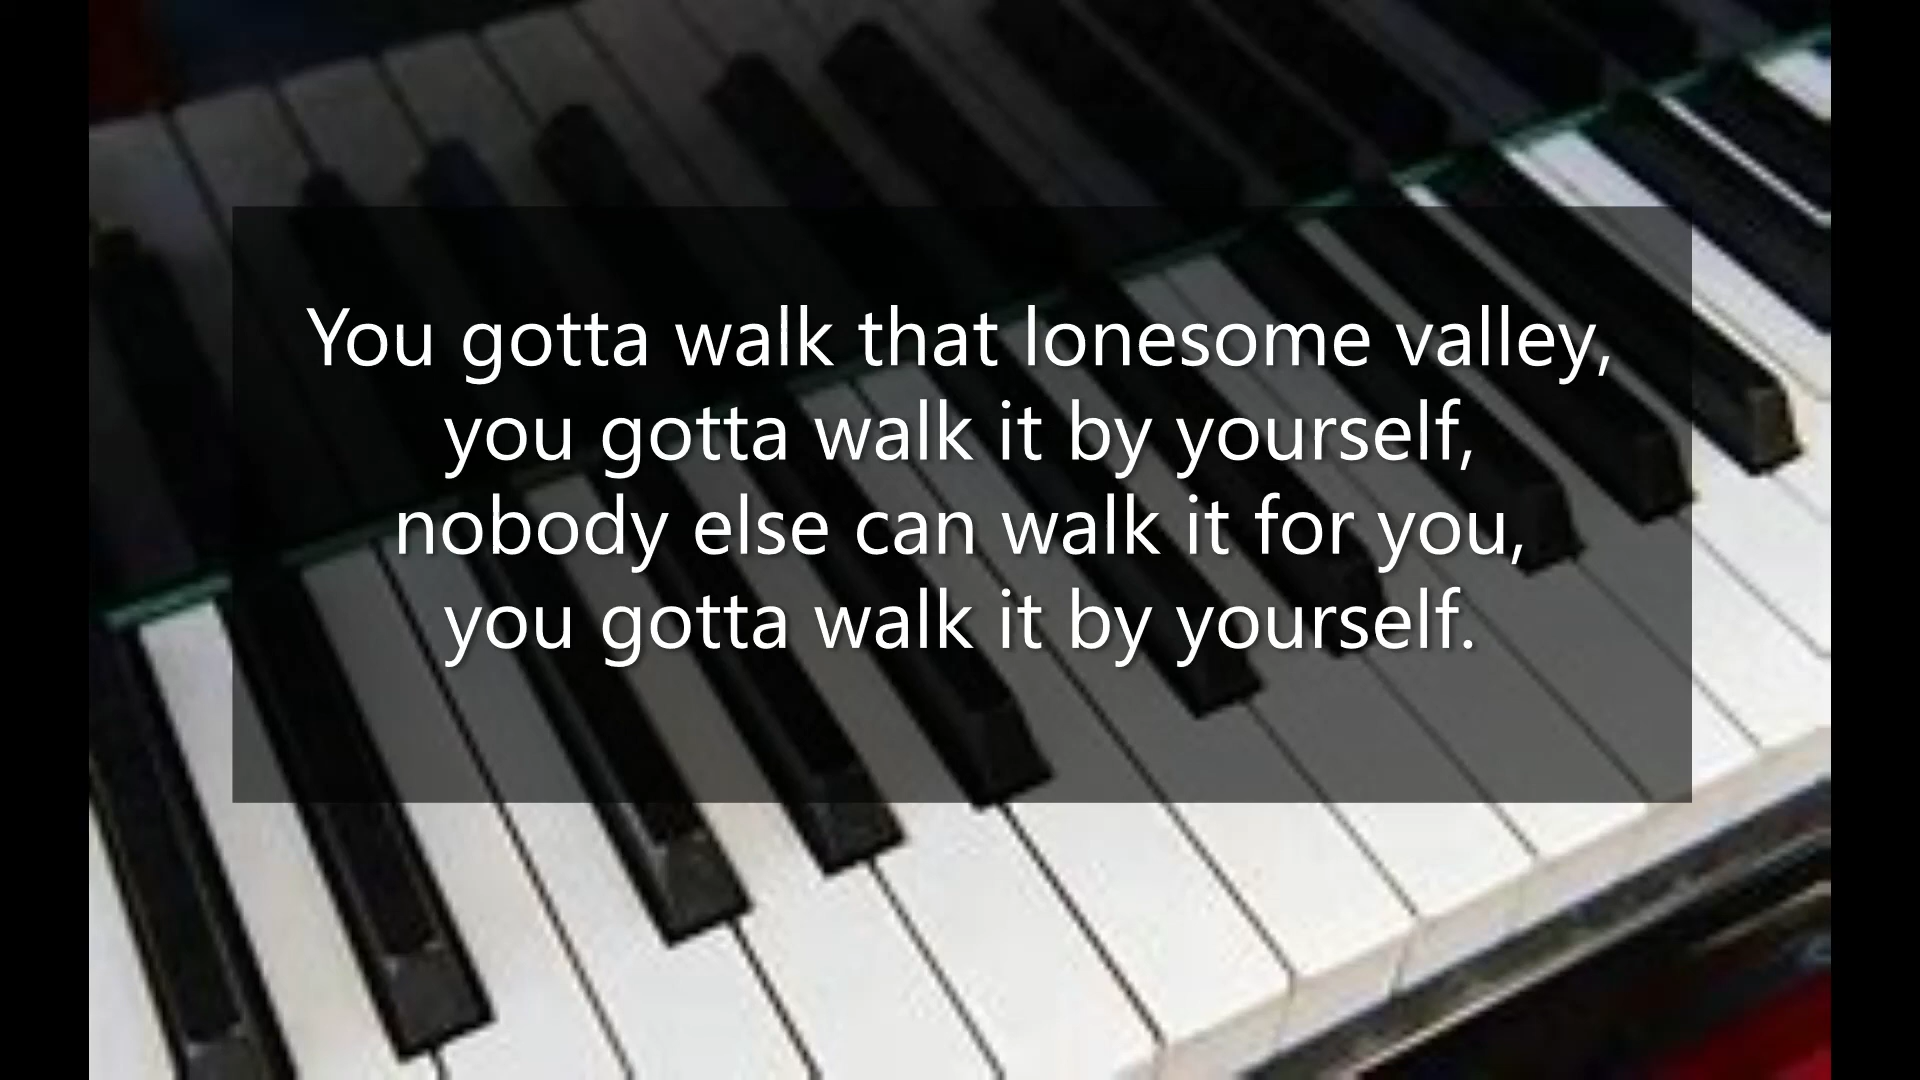 You gotta walk that lonesome valley,
you gotta walk it by yourself,
nobody else can walk it for you,
you gotta walk it by yourself.